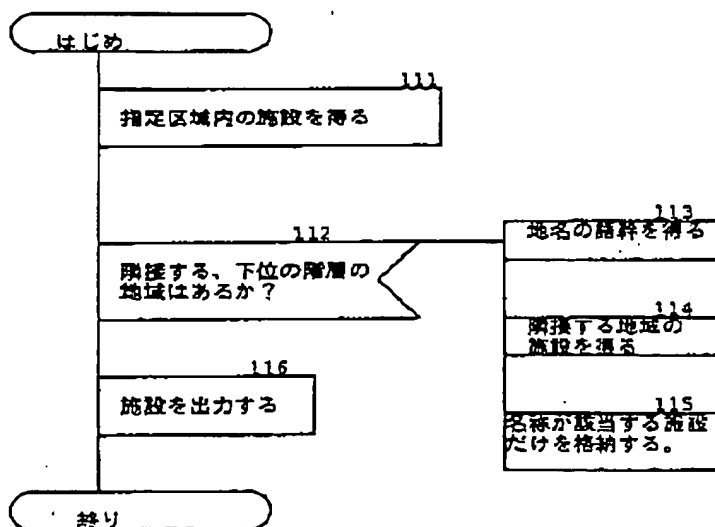 はじめ
111
指定区域内の施設を得る
112
隣接する、下位の階層の
地域はあるか？
113
地名の語幹を得る
114
隣接する地域の
施設を得る
115
名称が該当する施設
だけを格納する。
116
施設を出力する
終り